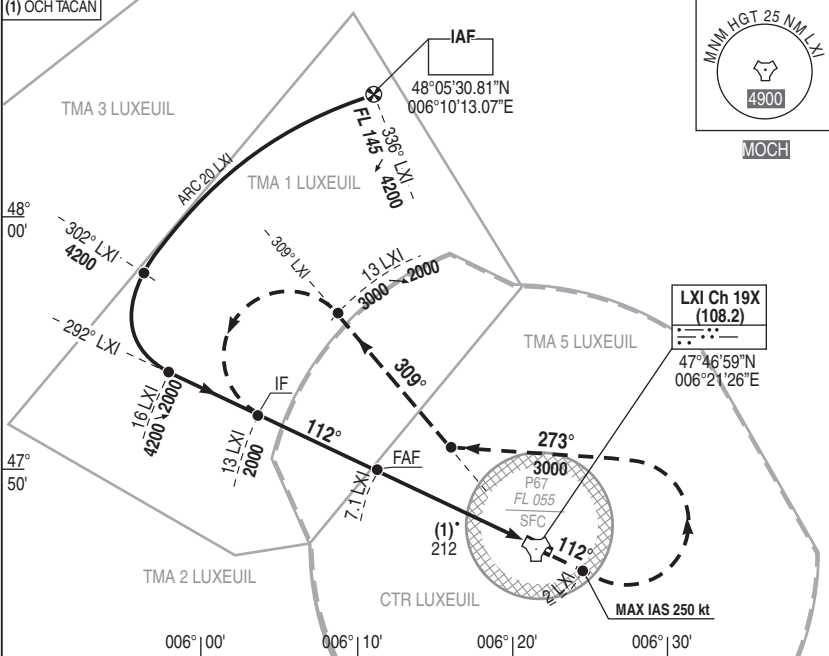 (1) OCH TACAN
IAF
48°05'30.81"N
006°10'13.07"E
MNM HGT 25 NM LXI
4900
MOCH
TMA 3 LUXEUIL
ARC 20 LXI
336° LXI
FL 145 4200
TMA 1 LUXEUIL
48°
00'
302° LXI
4200
309° LXI
13 LXI
3000 2000
292° LXI
LXI Ch 19X
(108.2)
47°46'59"N
006°21'26"E
TMA 5 LUXEUIL
309°
16 LXI
4200 2000
IF
13 LXI
2000
112°
FAF
7.1 LXI
273°
3000
47°
50'
P67
FL 055
SFC
(1)
212
112°
2 LXI
MAX IAS 250 kt
TMA 2 LUXEUIL
CTR LUXEUIL
006° 00'
006° 10'
006° 20'
006° 30'